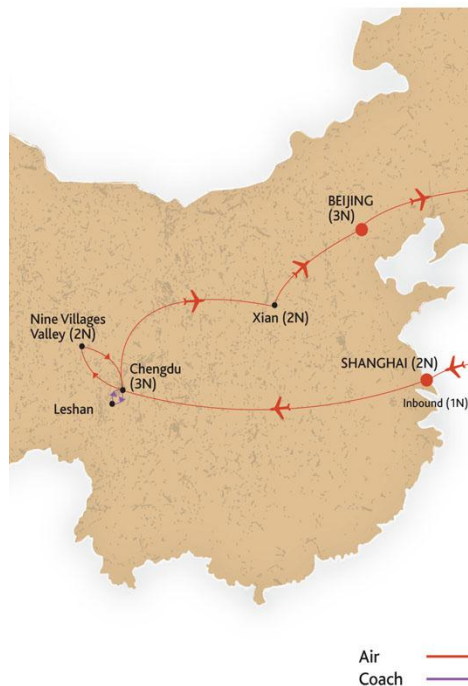 BEIJING
(3N)
Xian (2N)
Nine Villages
Valley (2N)
Chengdu
(3N)
Leshan
SHANGHAI (2N)
Inbound (1N)
Air
Coach